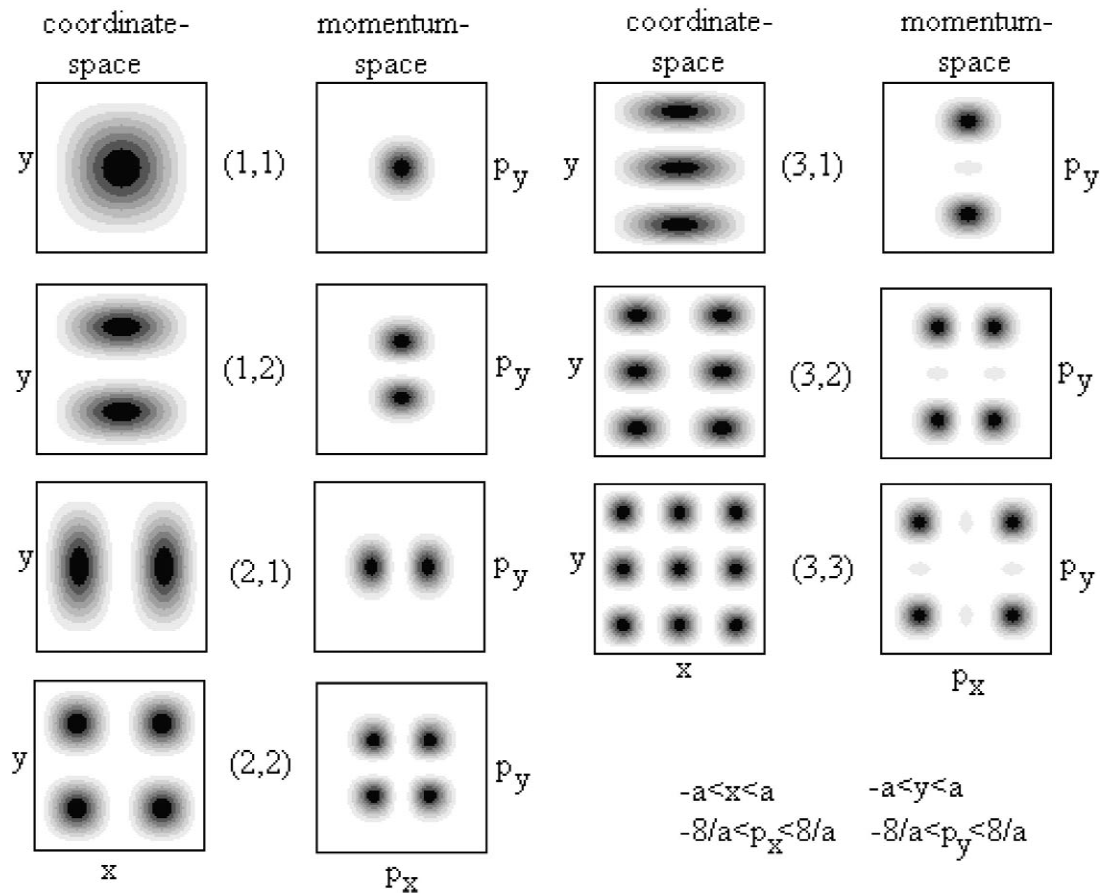 coordinate-
space
momentum-
space
coordinate-
space
momentum-
space
y
(1,1)
p_y
y
(3,1)
p_y
y
(1,2)
p_y
y
(3,2)
p_y
y
(2,1)
p_y
y
(3,3)
p_y
x
p_x
y
(2,2)
p_y
x
p_x
-a<x<a -a<y<a
-8/a<p_x<8/a -8/a<p_y<8/a